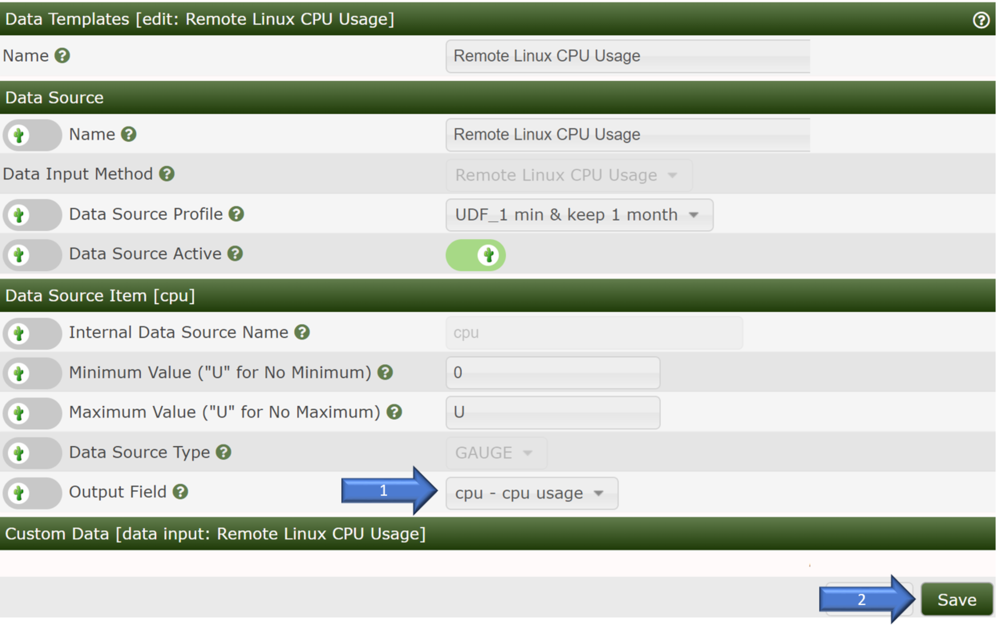 Data Templates [edit: Remote Linux CPU Usage] ?
Name ? Remote Linux CPU Usage
Data Source
Name ? Remote Linux CPU Usage
Data Input Method ? Remote Linux CPU Usage
Data Source Profile ? UDF_1 min & keep 1 month
Data Source Active ?
Data Source Item [cpu]
Internal Data Source Name ? cpu
Minimum Value ("U" for No Minimum) ? 0
Maximum Value ("U" for No Maximum) ? U
Data Source Type ? GAUGE
Output Field ? 1 cpu - cpu usage
Custom Data [data input: Remote Linux CPU Usage]
2 Save